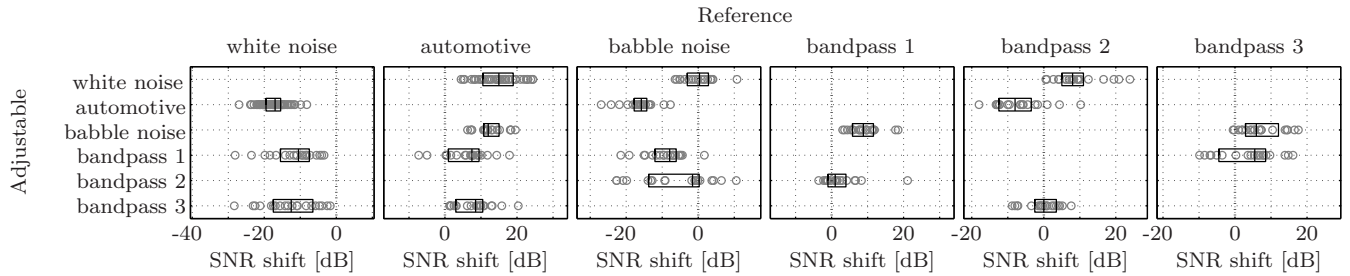 Reference
white noise automotive babble noise bandpass 1 bandpass 2 bandpass 3
Adjustable
white noise
automotive
babble noise
bandpass 1
bandpass 2
bandpass 3
-40 -20 0 0 20 -20 0 0 20 -20 0 -20 0 20
SNR shift [dB] SNR shift [dB] SNR shift [dB] SNR shift [dB] SNR shift [dB] SNR shift [dB]